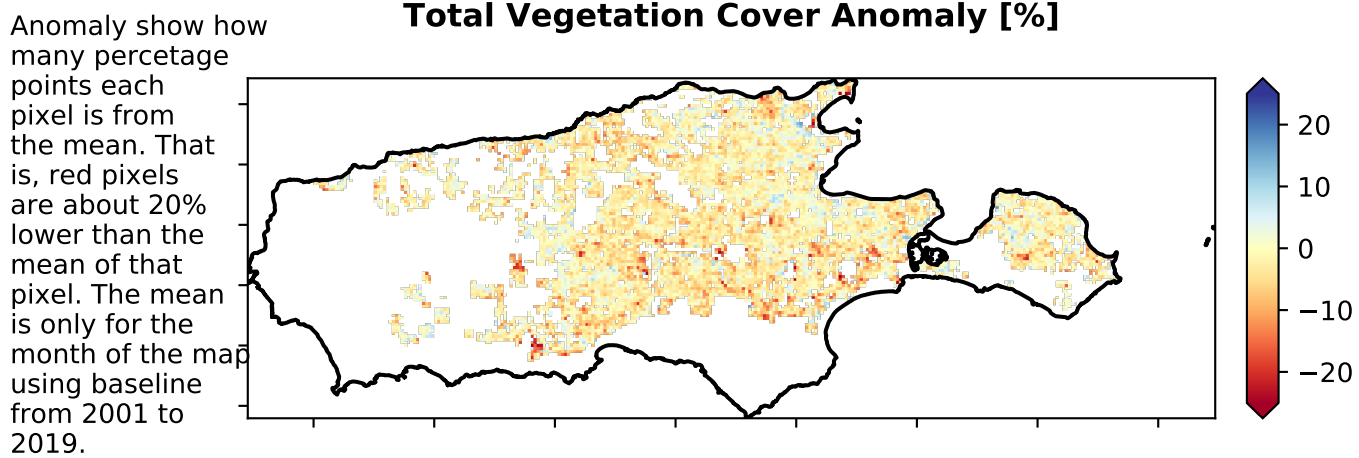 Total Vegetation Cover Anomaly [%]
Anomaly show how
many percetage
points each
pixel is from
the mean. That
is, red pixels
are about 20%
lower than the
mean of that
pixel. The mean
is only for the
month of the map
using baseline
from 2001 to
2019.
20
10
0
−10
−20